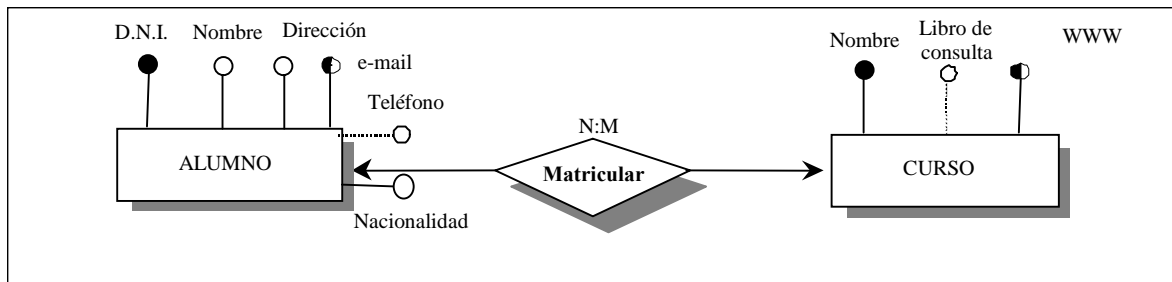 D.N.I. Nombre Dirección
e-mail
Teléfono
ALUMNO
Nacionalidad
N:M
Matricular
Nombre
Libro de
consulta
WWW
CURSO